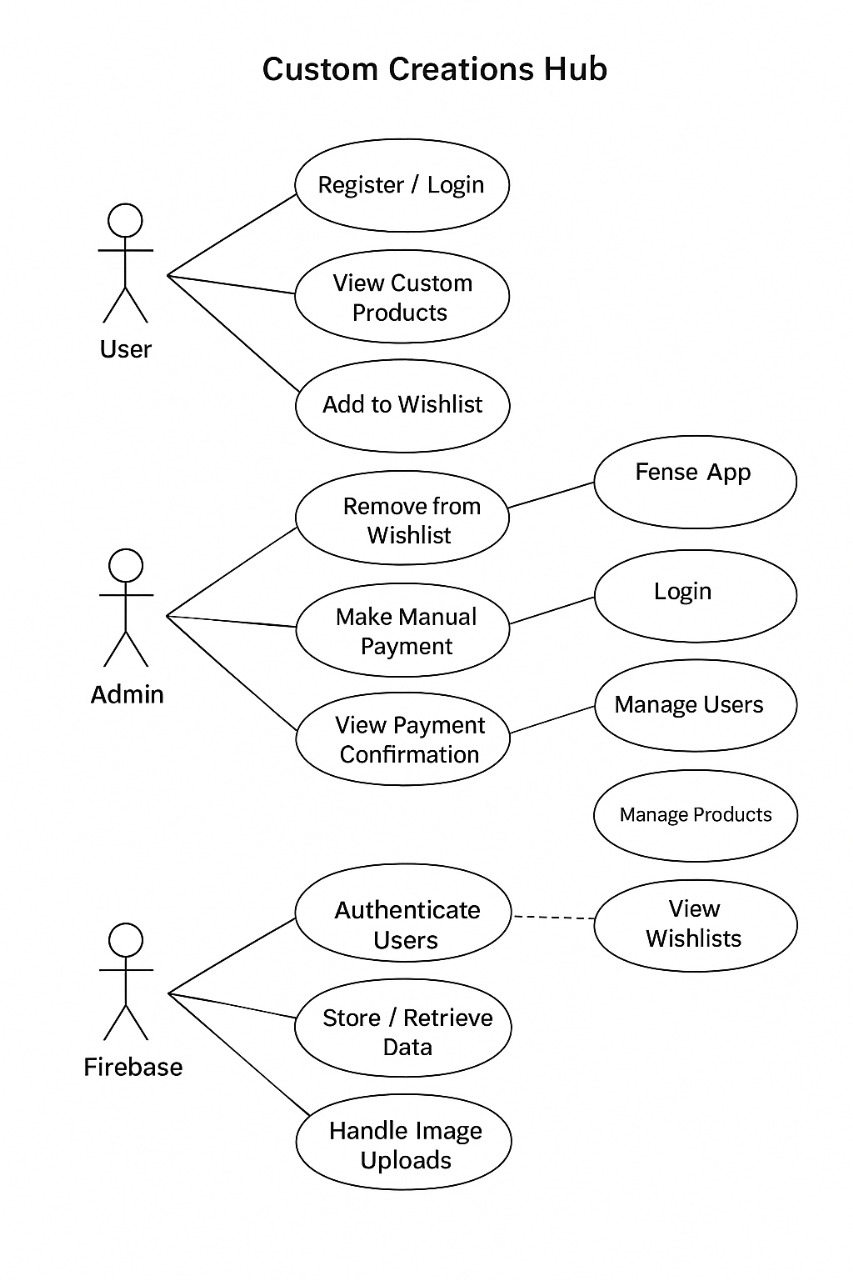 Custom Creations Hub
Register / Login
View Custom
Products
User
Add to Wishlist
Remove from
Wishlist
Fense App
Make Manual
Payment
Login
Admin
View Payment
Confirmation
Manage Users
Manage Products
Authenticate
Users
View
Wishlists
Store / Retrieve
Data
Firebase
Handle Image
Uploads